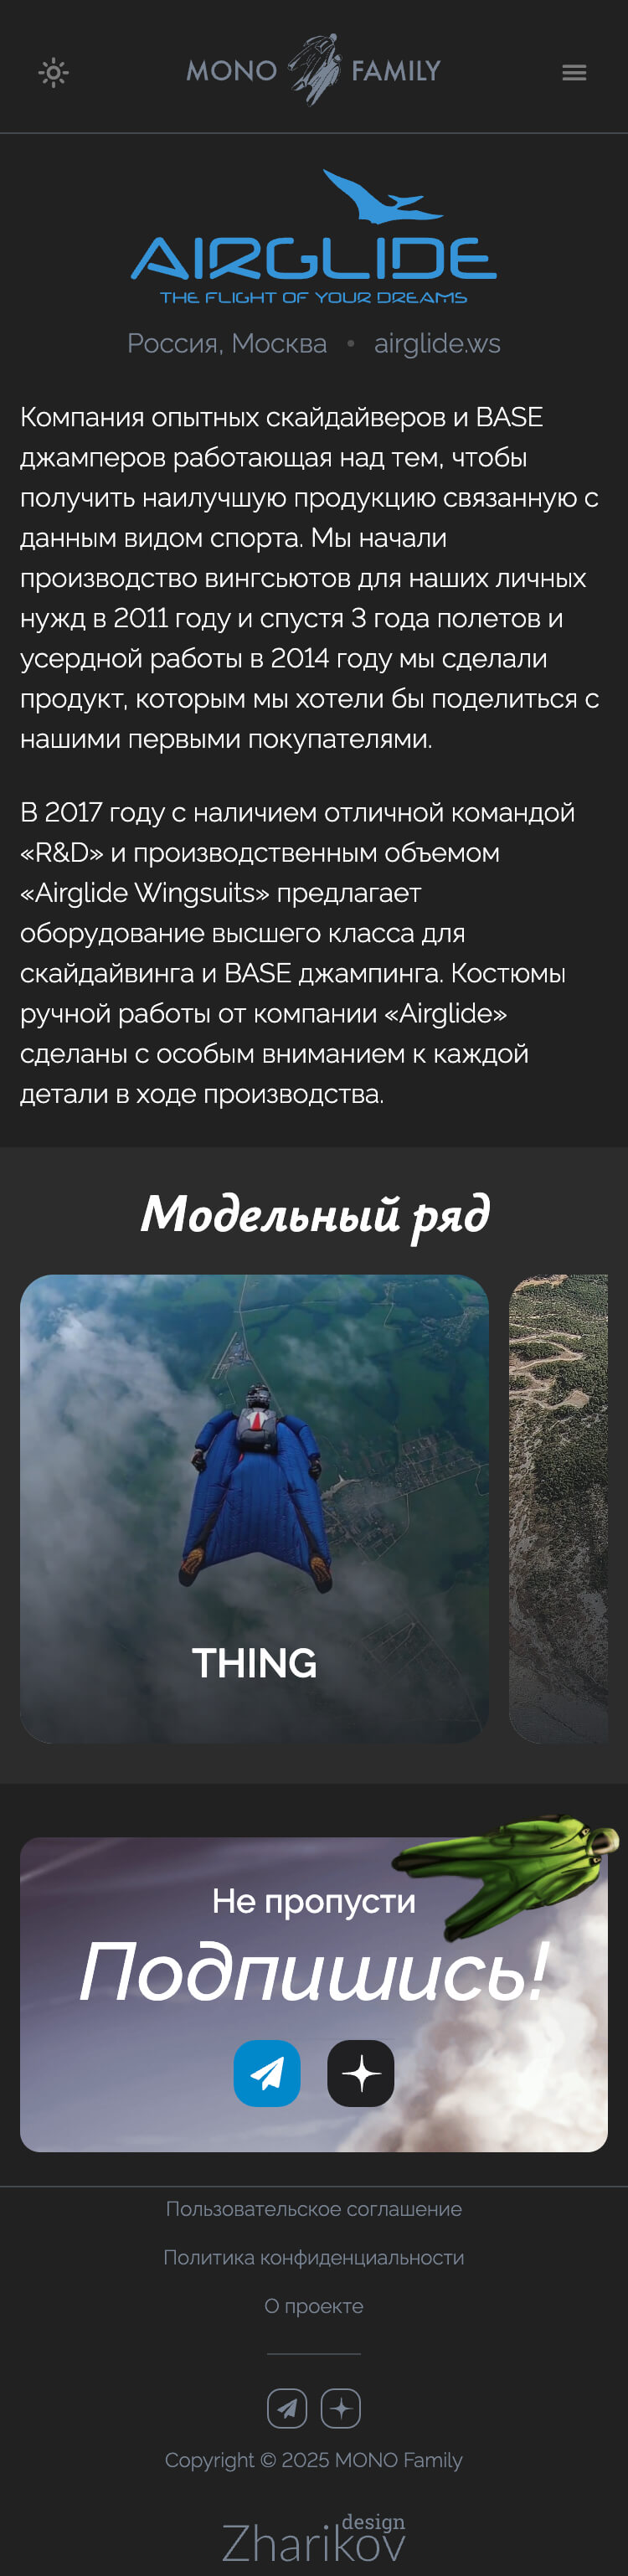 MONO FAMILY
AIRGLIDE
THE FLIGHT OF YOUR DREAMS
Россия, Москва • airglide.ws
Компания опытных скайдайверов и BASE
джамперов работающая над тем, чтобы
получить наилучшую продукцию связанную с
данным видом спорта. Мы начали
производство вингсьютов для наших личных
нужд в 2011 году и спустя 3 года полетов и
усердной работы в 2014 году мы сделали
продукт, которым мы хотели бы поделиться с
нашими первыми покупателями.
В 2017 году с наличием отличной командой
«R&D» и производственным объемом
«Airglide Wingsuits» предлагает
оборудование высшего класса для
скайдайвинга и BASE джампинга. Костюмы
ручной работы от компании «Airglide»
сделаны с особым вниманием к каждой
детали в ходе производства.
Модельный ряд
THING
Не пропусти
Подпишись!
Пользовательское соглашение
Политика конфиденциальности
О проекте
Copyright © 2025 MONO Family
design
Zharikov